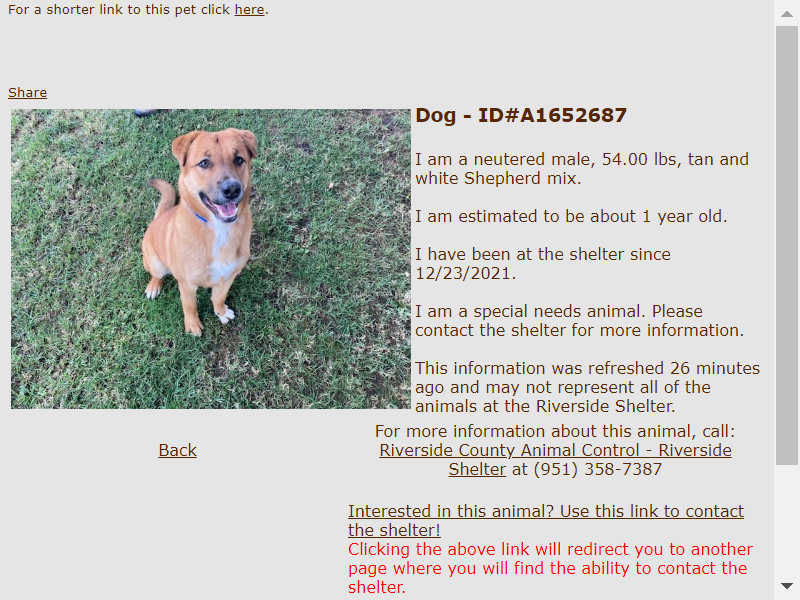 For a shorter link to this pet click here.
Share
Dog - ID#A1652687
I am a neutered male, 54.00 lbs, tan and
white Shepherd mix.
I am estimated to be about 1 year old.
I have been at the shelter since
12/23/2021.
I am a special needs animal. Please
contact the shelter for more information.
This information was refreshed 26 minutes
ago and may not represent all of the
animals at the Riverside Shelter.
For more information about this animal, call:
Riverside County Animal Control - Riverside
Shelter at (951) 358-7387
Back
Interested in this animal? Use this link to contact
the shelter!
Clicking the above link will redirect you to another
page where you will find the ability to contact the
shelter.